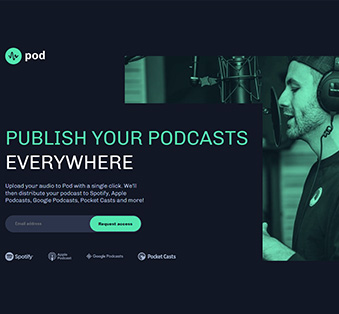 pod
PUBLISH YOUR PODCASTS
EVERYWHERE
Upload your audio to Pod with a single click. We'll
then distribute your podcast to Spotify, Apple
Podcasts, Google Podcasts, Pocket Casts and more!
Email address
Request access
Spotify
Apple
Podcast
Google Podcasts
Pocket Casts